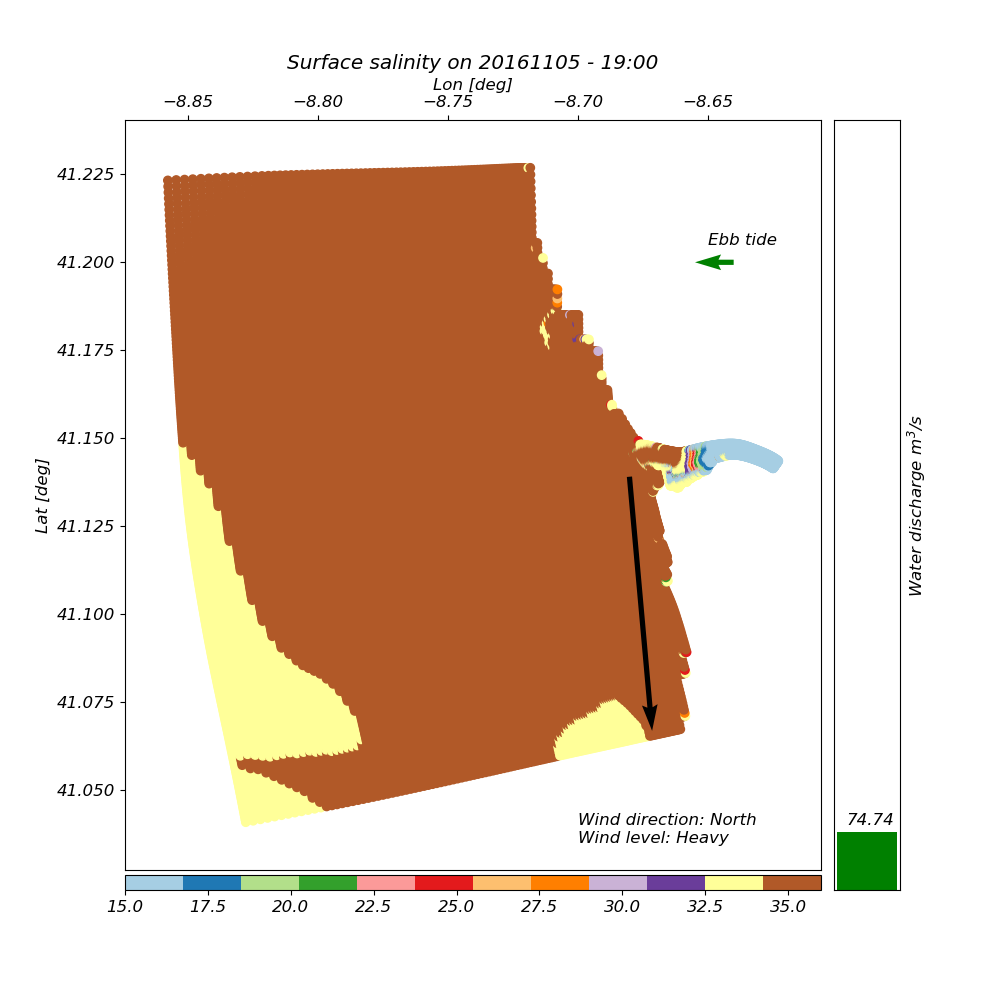 Surface salinity on 20161105 - 19:00
Lon [deg]
−8.85 −8.80 −8.75 −8.70 −8.65
41.225
Ebb tide
41.200
41.175
41.150
41.125
41.100
41.075
41.050
Lat [deg]
Water discharge m³/s
Wind direction: North
Wind level: Heavy
74.74
15.0 17.5 20.0 22.5 25.0 27.5 30.0 32.5 35.0